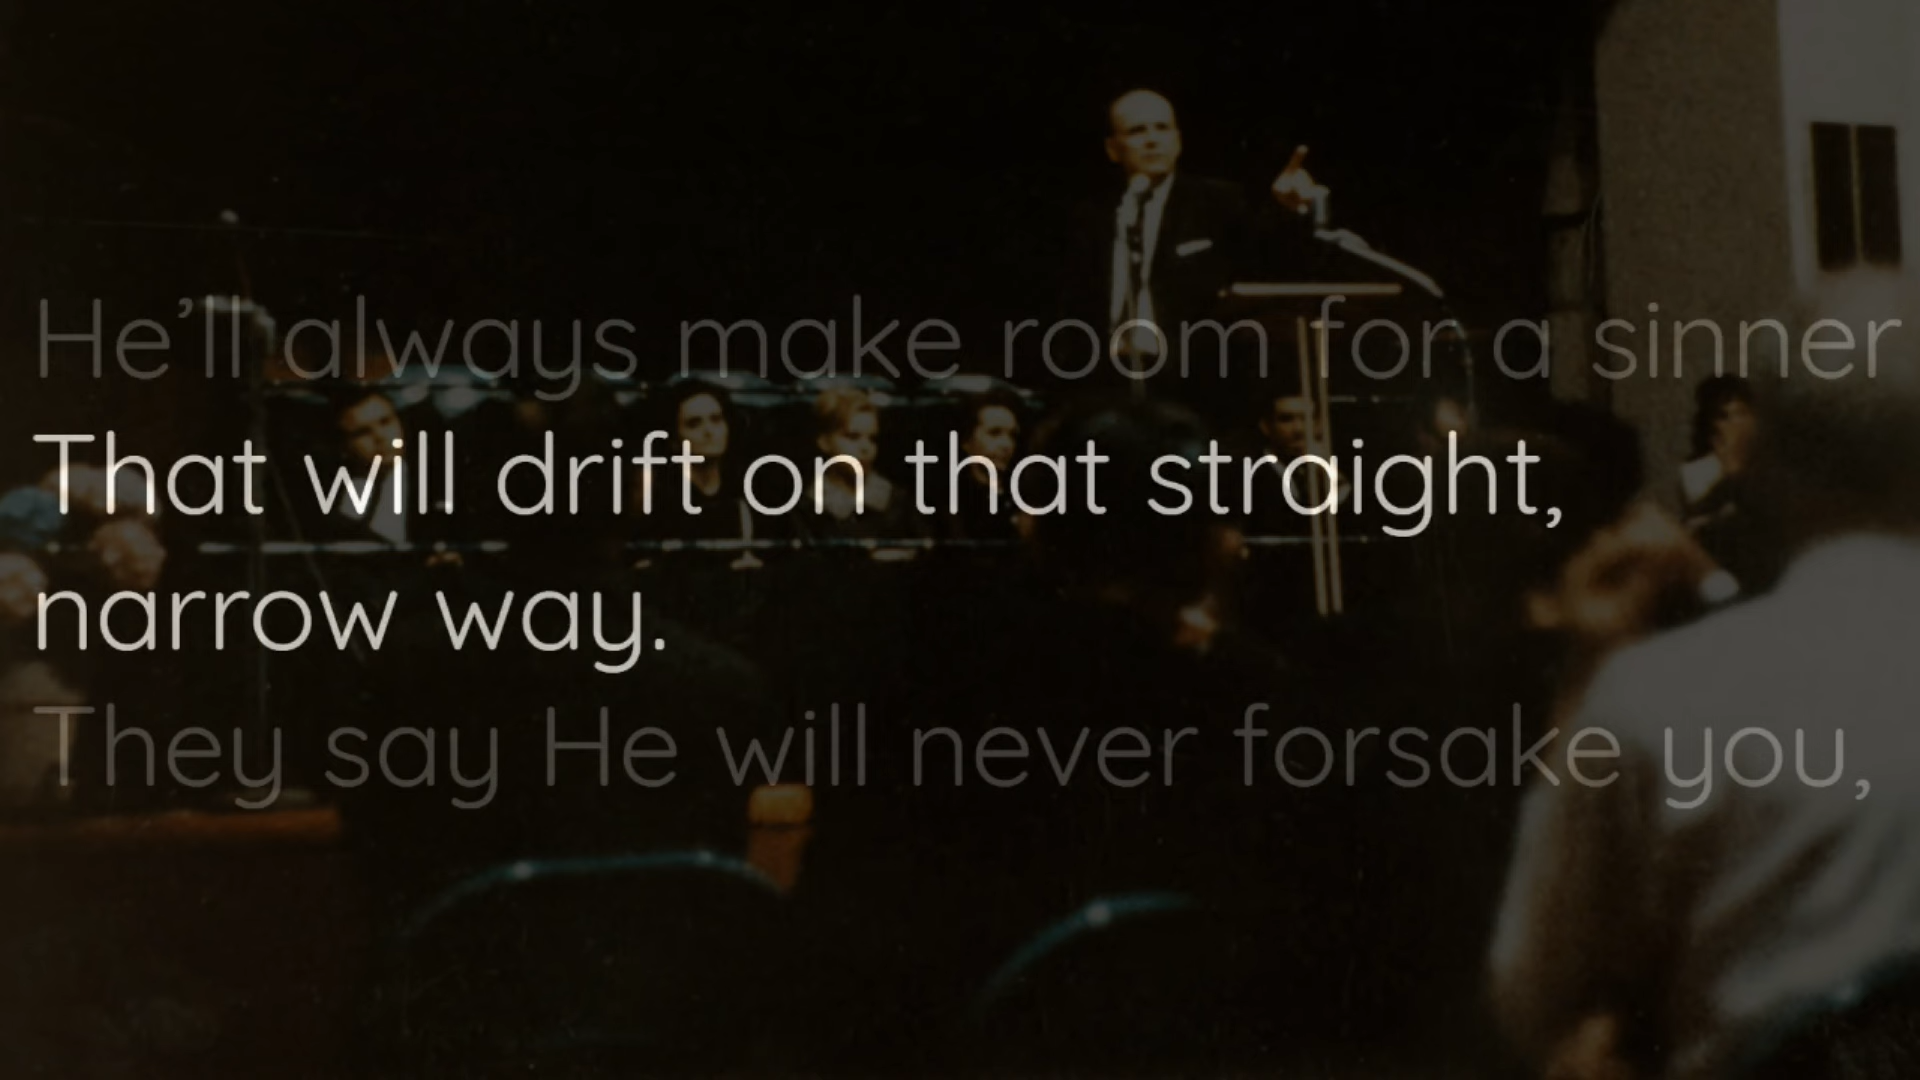 He’ll always make room for a sinner
That will drift on that straight,
narrow way.
They say He will never forsake you,